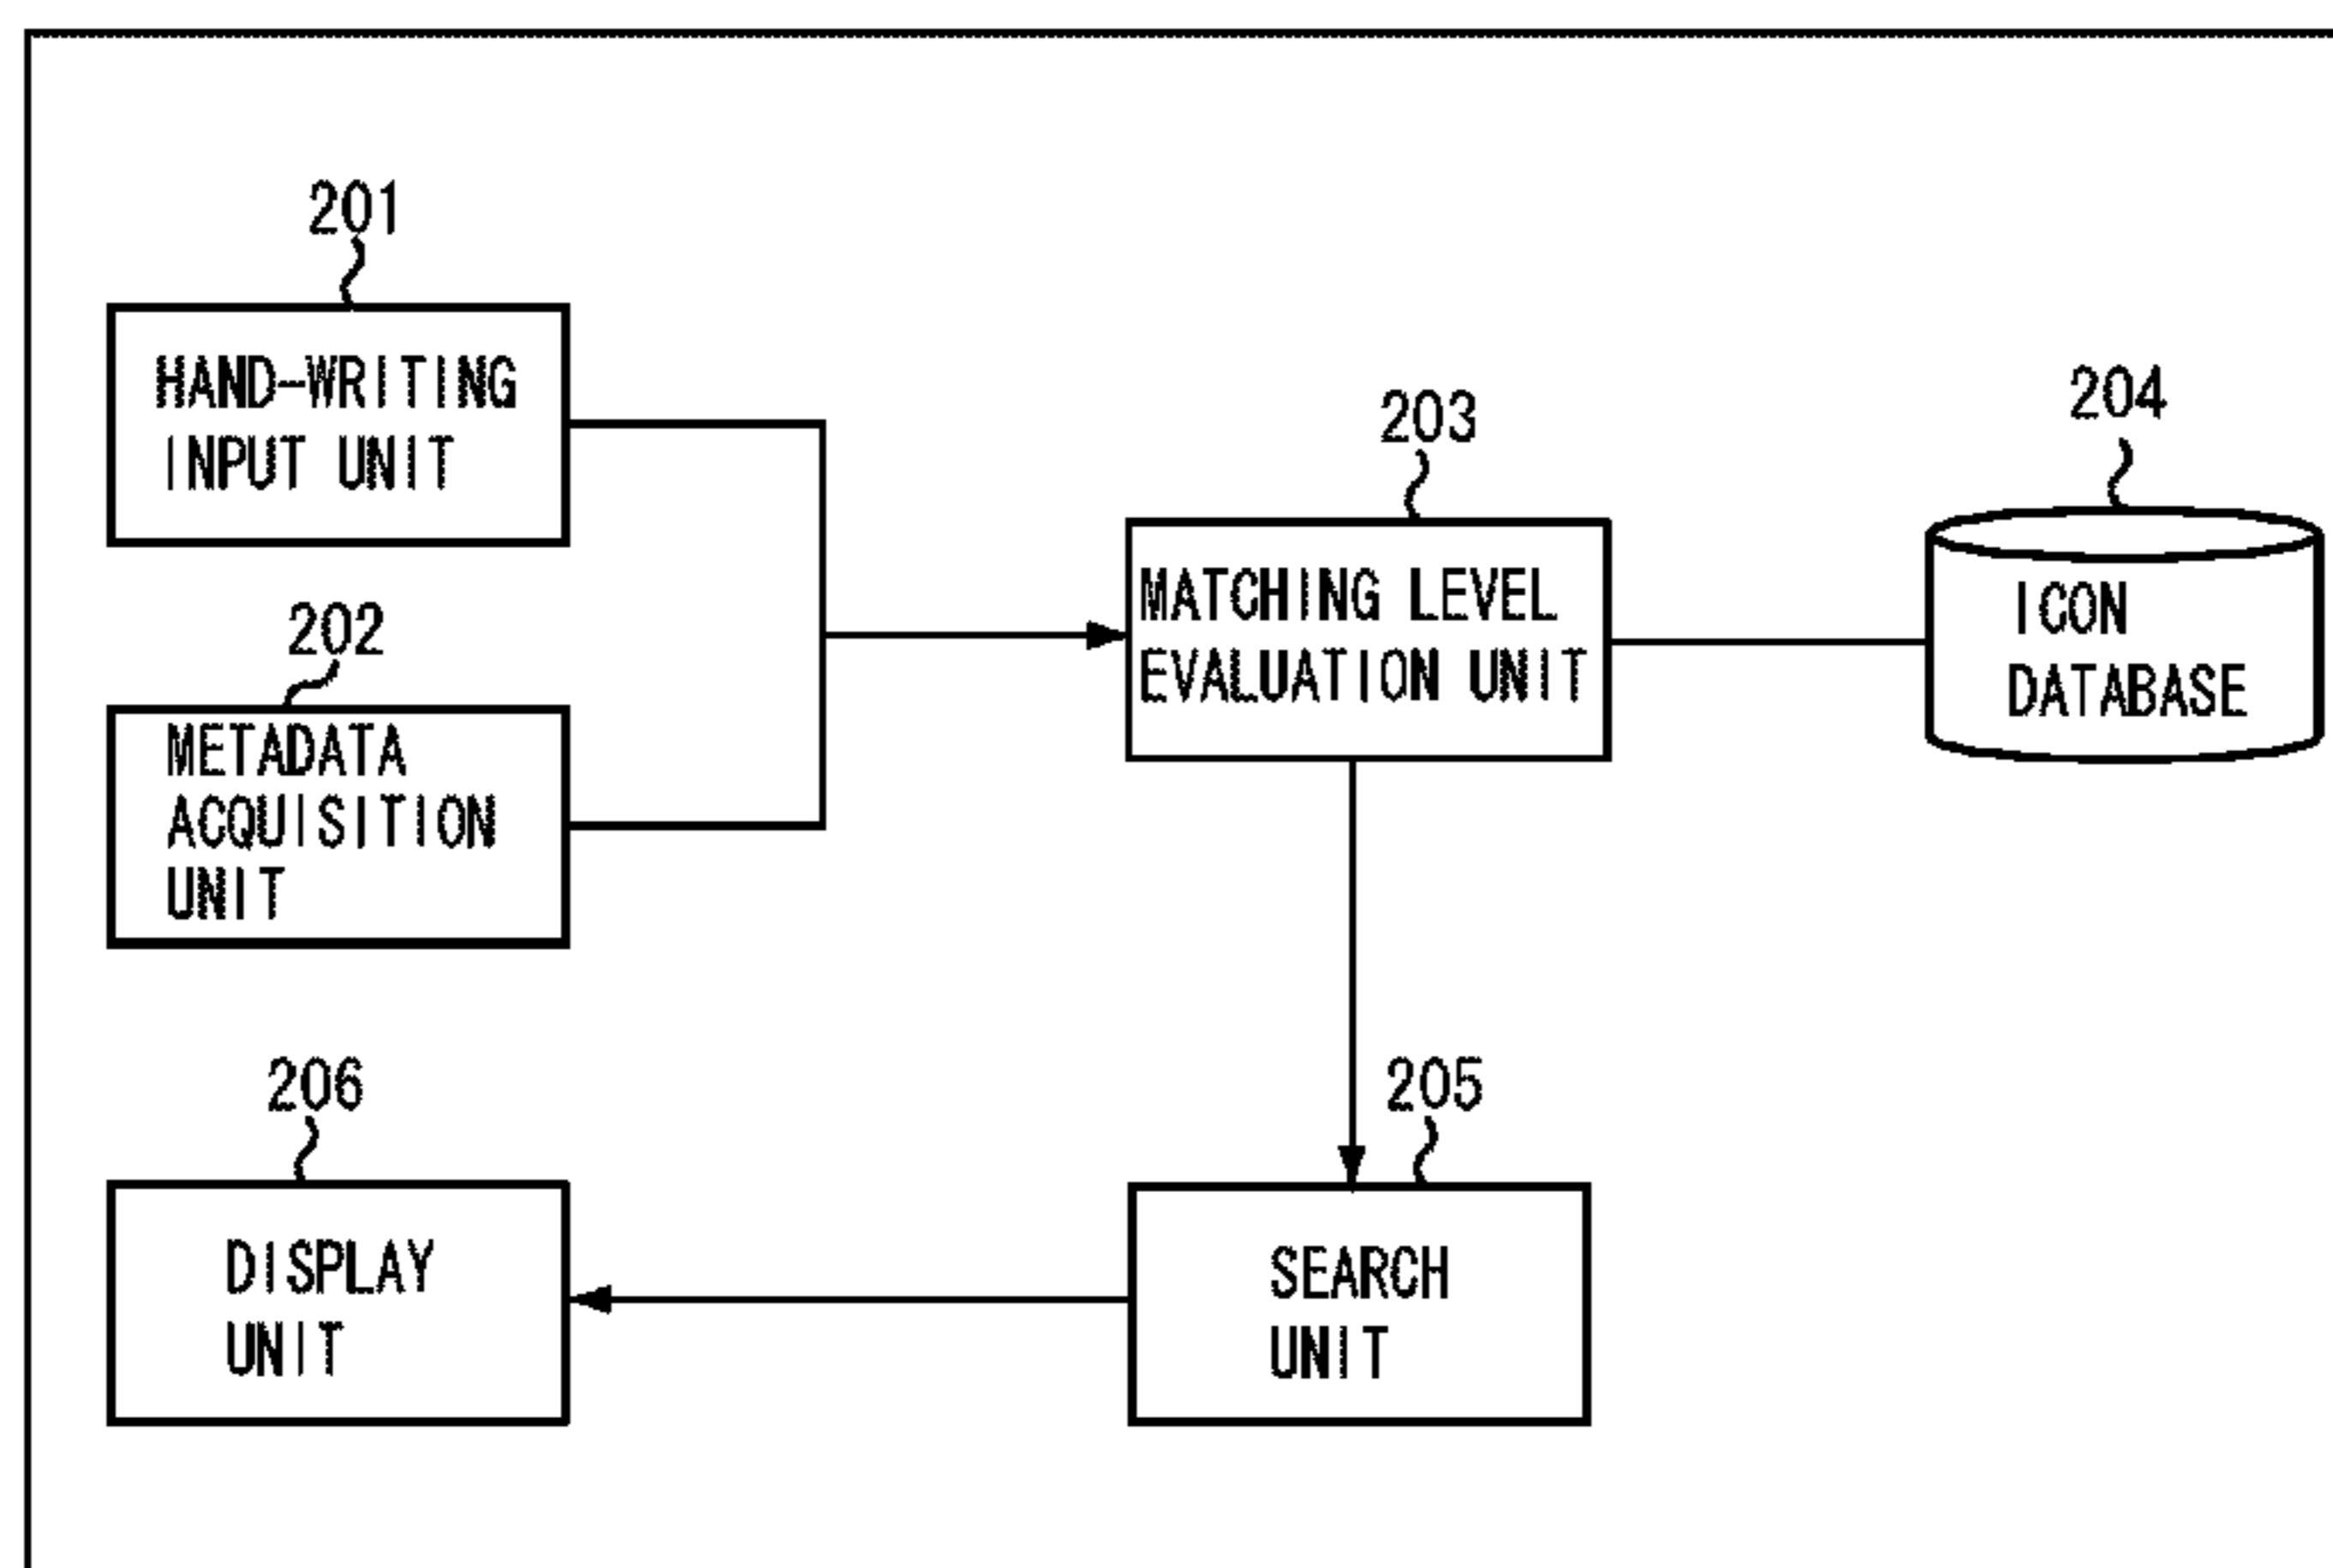 201
HAND-WRITING
INPUT UNIT
202
METADATA
ACQUISITION
UNIT
203
MATCHING LEVEL
EVALUATION UNIT
204
ICON
DATABASE
206
DISPLAY
UNIT
205
SEARCH
UNIT